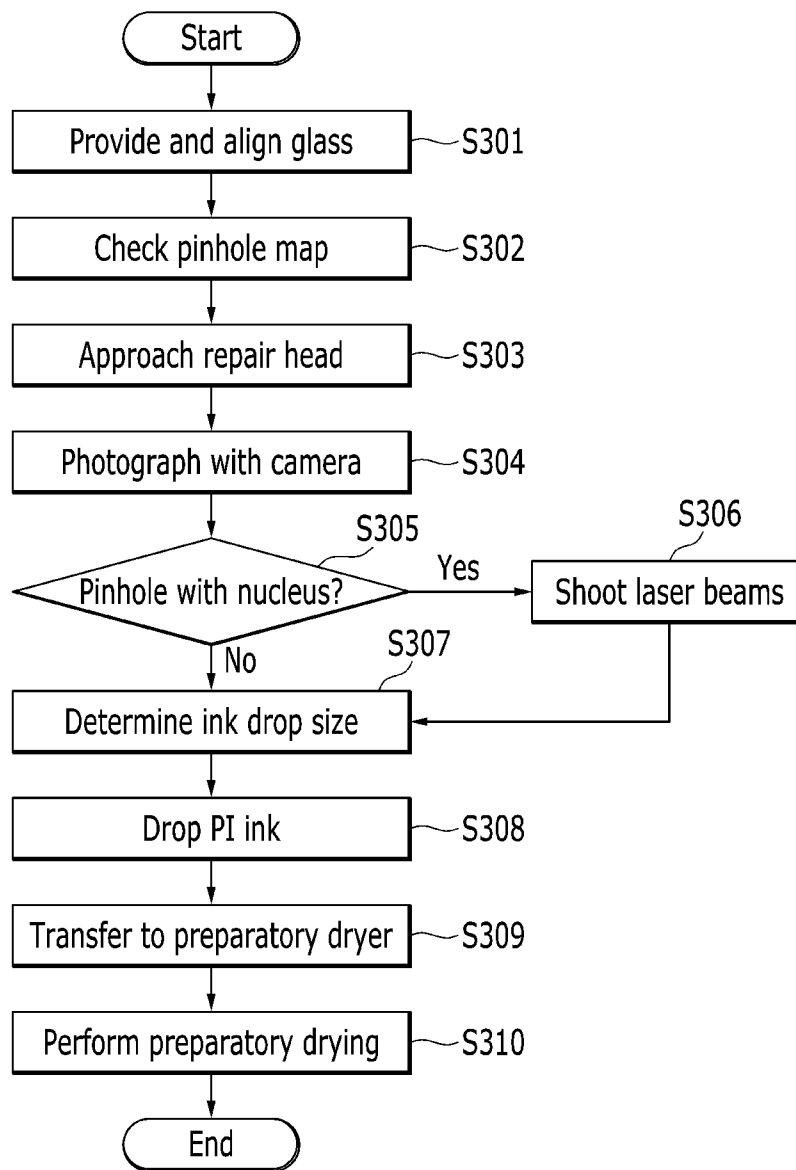 Start
Provide and align glass
S301
Check pinhole map
S302
Approach repair head
S303
Photograph with camera
S304
S305
Pinhole with nucleus?
Yes
S306
Shoot laser beams
No
S307
Determine ink drop size
Drop PI ink
S308
Transfer to preparatory dryer
S309
Perform preparatory drying
S310
End